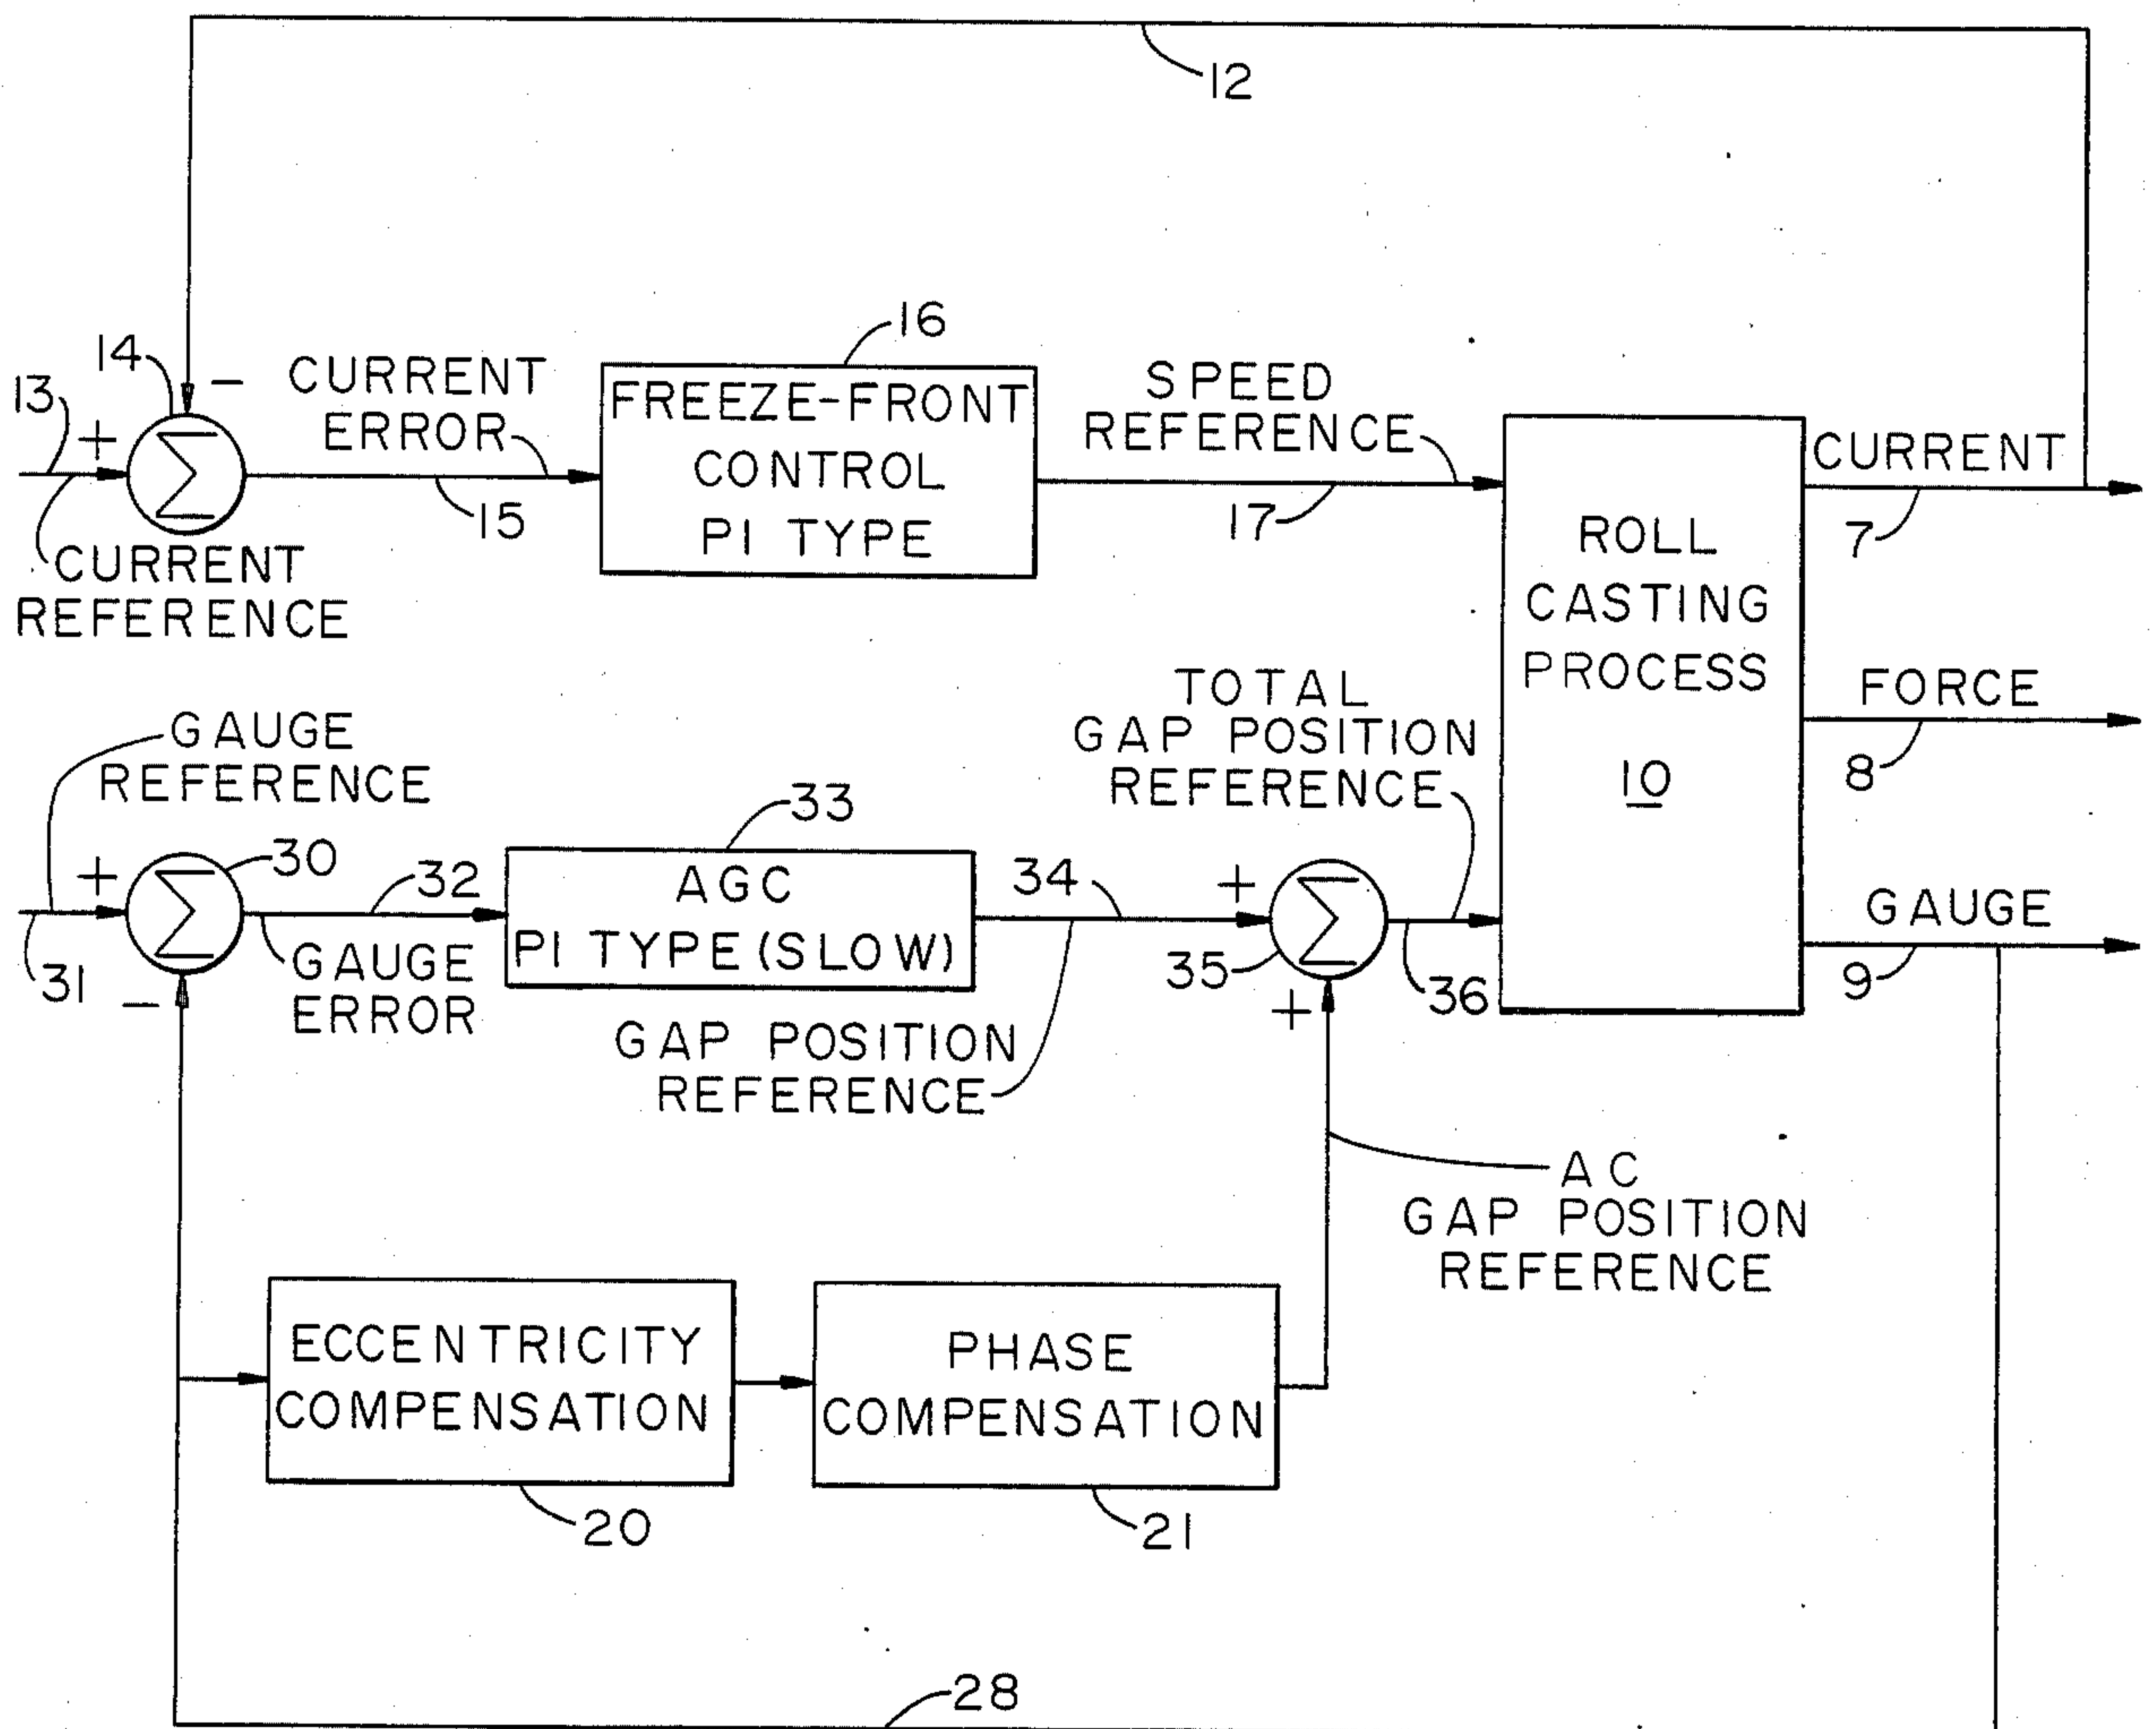 12
16
14
−
CURRENT
ERROR
13
+
Σ
15
FREEZE-FRONT
CONTROL
PI TYPE
SPEED
REFERENCE
17
CURRENT
REFERENCE
ROLL
CASTING
PROCESS
10
CURRENT
7
FORCE
8
GAUGE
9
GAUGE
REFERENCE
+
Σ
30
31
−
32
GAUGE
ERROR
33
AGC
PI TYPE (SLOW)
34
GAP POSITION
REFERENCE
TOTAL
GAP POSITION
REFERENCE
+
Σ
35
+
36
AC
GAP POSITION
REFERENCE
ECCENTRICITY
COMPENSATION
20
PHASE
COMPENSATION
21
28